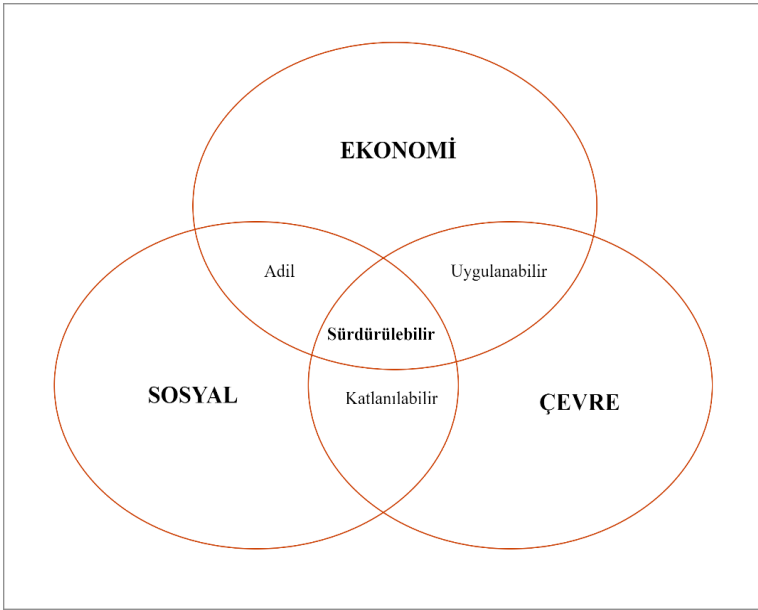 EKONOMİ
Adil
Uygulanabilir
Sürdürülebilir
SOSYAL
Katlanılabilir
ÇEVRE